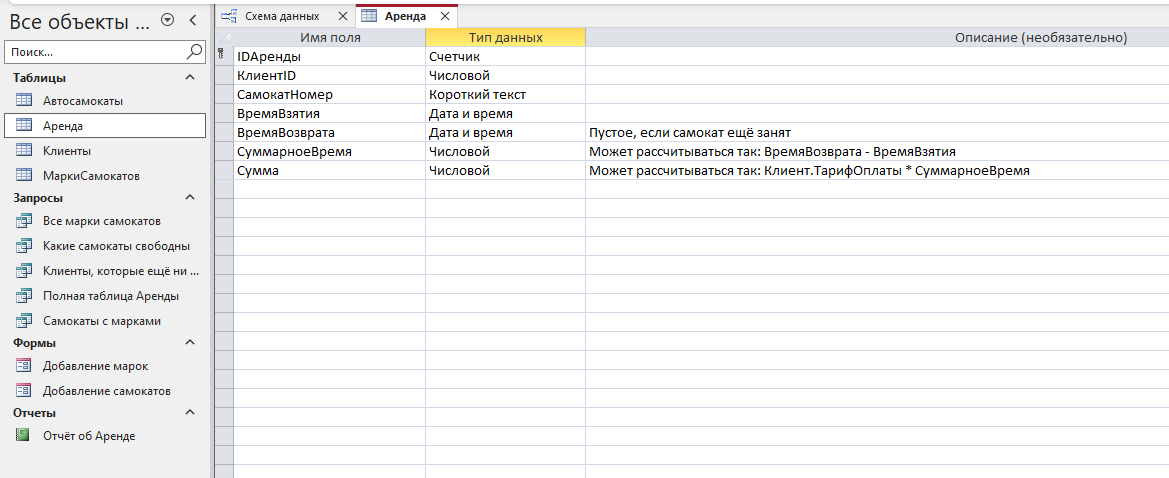 Все объекты ...
Поиск...
Таблицы
Автосамокаты
Аренда
Клиенты
МаркиСамокатов
Запросы
Все марки самокатов
Какие самокаты свободны
Клиенты, которые ещё ни ...
Полная таблица Аренды
Самокаты с марками
Формы
Добавление марок
Добавление самокатов
Отчеты
Отчёт об Аренде
Схема данных Аренда
Имя поля Тип данных Описание (необязательно)
IDАренды Счетчик
КлиентID Числовой
СамокатНомер Короткий текст
ВремяВзятия Дата и время
ВремяВозврата Дата и время Пустое, если самокат ещё занят
СуммарноеВремя Числовой Может рассчитываться так: ВремяВозврата - ВремяВзятия
Сумма Числовой Может рассчитываться так: Клиент.ТарифОплаты * СуммарноеВремя